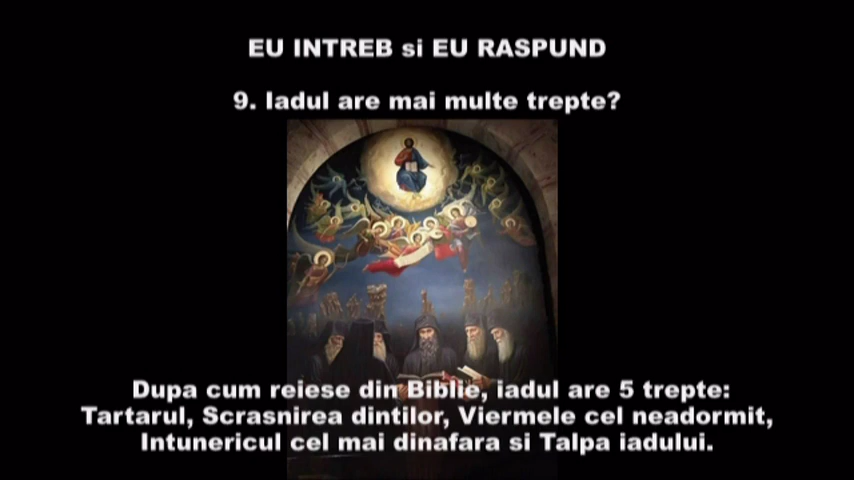 EU INTREB si EU RASPUND
9. Iadul are mai multe trepte?
Dupa cum reiese din Biblie, iadul are 5 trepte:
Tartarul, Scrasnirea dintilor, Viermele cel neadormit,
Intunericul cel mai dinafara si Talpa iadului.